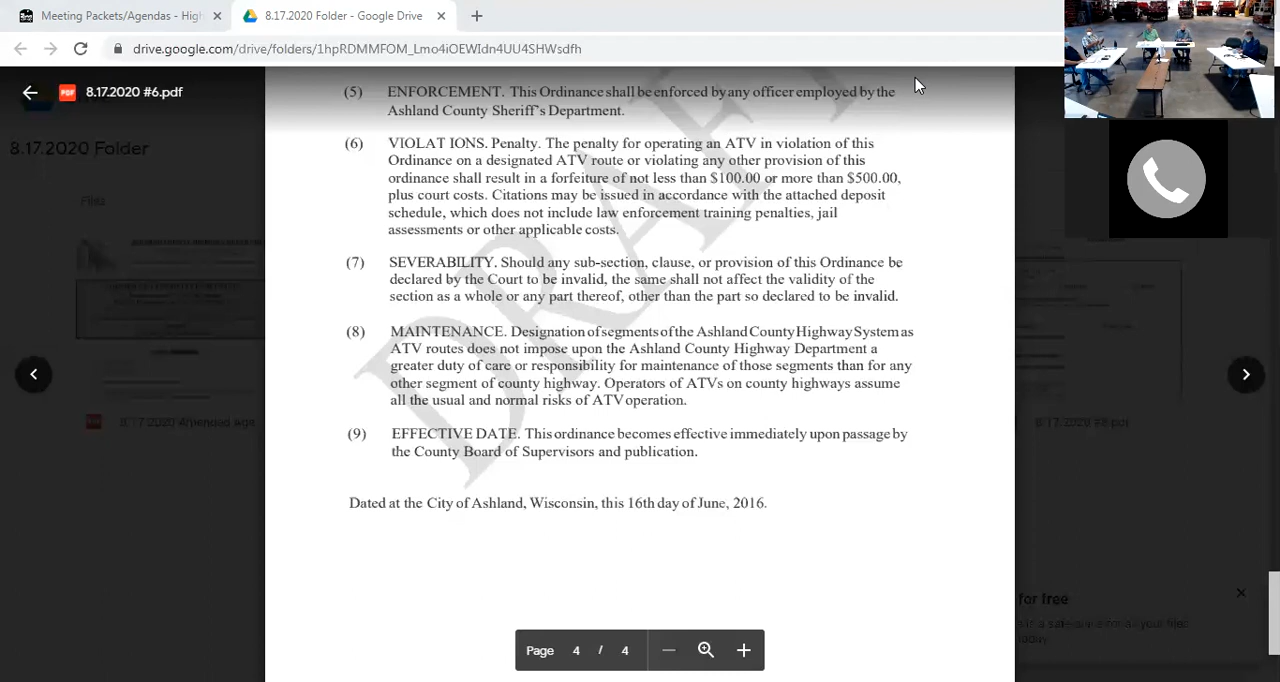 Meeting Packets/Agendas - High
8.17.2020 Folder - Google Drive
drive.google.com/drive/folders/1hpRDMMFOM_Lmo4iOEWIdn4UU4SHWsdfh
8.17.2020 #6.pdf
8.17.2020 Folder
Files
8.17.2020 Amended Age
8.17.2020 #8.pdf
for free
DRAFT
(5) ENFORCEMENT. This Ordinance shall be enforced by any officer employed by the
Ashland County Sheriff's Department.
(6) VIOLAT IONS. Penalty. The penalty for operating an ATV in violation of this
Ordinance on a designated ATV route or violating any other provision of this
ordinance shall result in a forfeiture of not less than $100.00 or more than $500.00,
plus court costs. Citations may be issued in accordance with the attached deposit
schedule, which does not include law enforcement training penalties, jail
assessments or other applicable costs.
(7) SEVERABILITY. Should any sub-section, clause, or provision of this Ordinance be
declared by the Court to be invalid, the same shall not affect the validity of the
section as a whole or any part thereof, other than the part so declared to be invalid.
(8) MAINTENANCE. Designation of segments of the Ashland County Highway System as
ATV routes does not impose upon the Ashland County Highway Department a
greater duty of care or responsibility for maintenance of those segments than for any
other segment of county highway. Operators of ATVs on county highways assume
all the usual and normal risks of ATV operation.
(9) EFFECTIVE DATE. This ordinance becomes effective immediately upon passage by
the County Board of Supervisors and publication.
Dated at the City of Ashland, Wisconsin, this 16th day of June, 2016.
Page 4 / 4